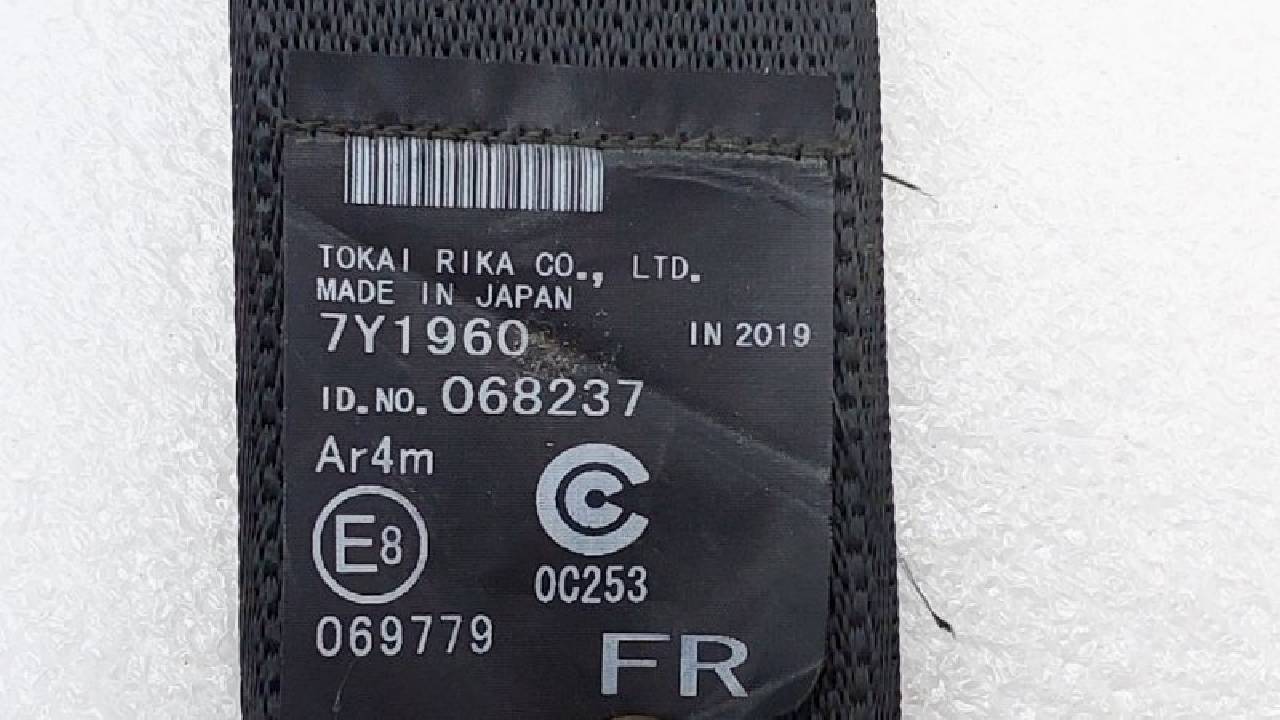 TOKAI RIKA CO., LTD.
MADE IN JAPAN
7Y1960 IN 2019
ID.NO. 068237
Ar4m
E8
0C253
069779
FR